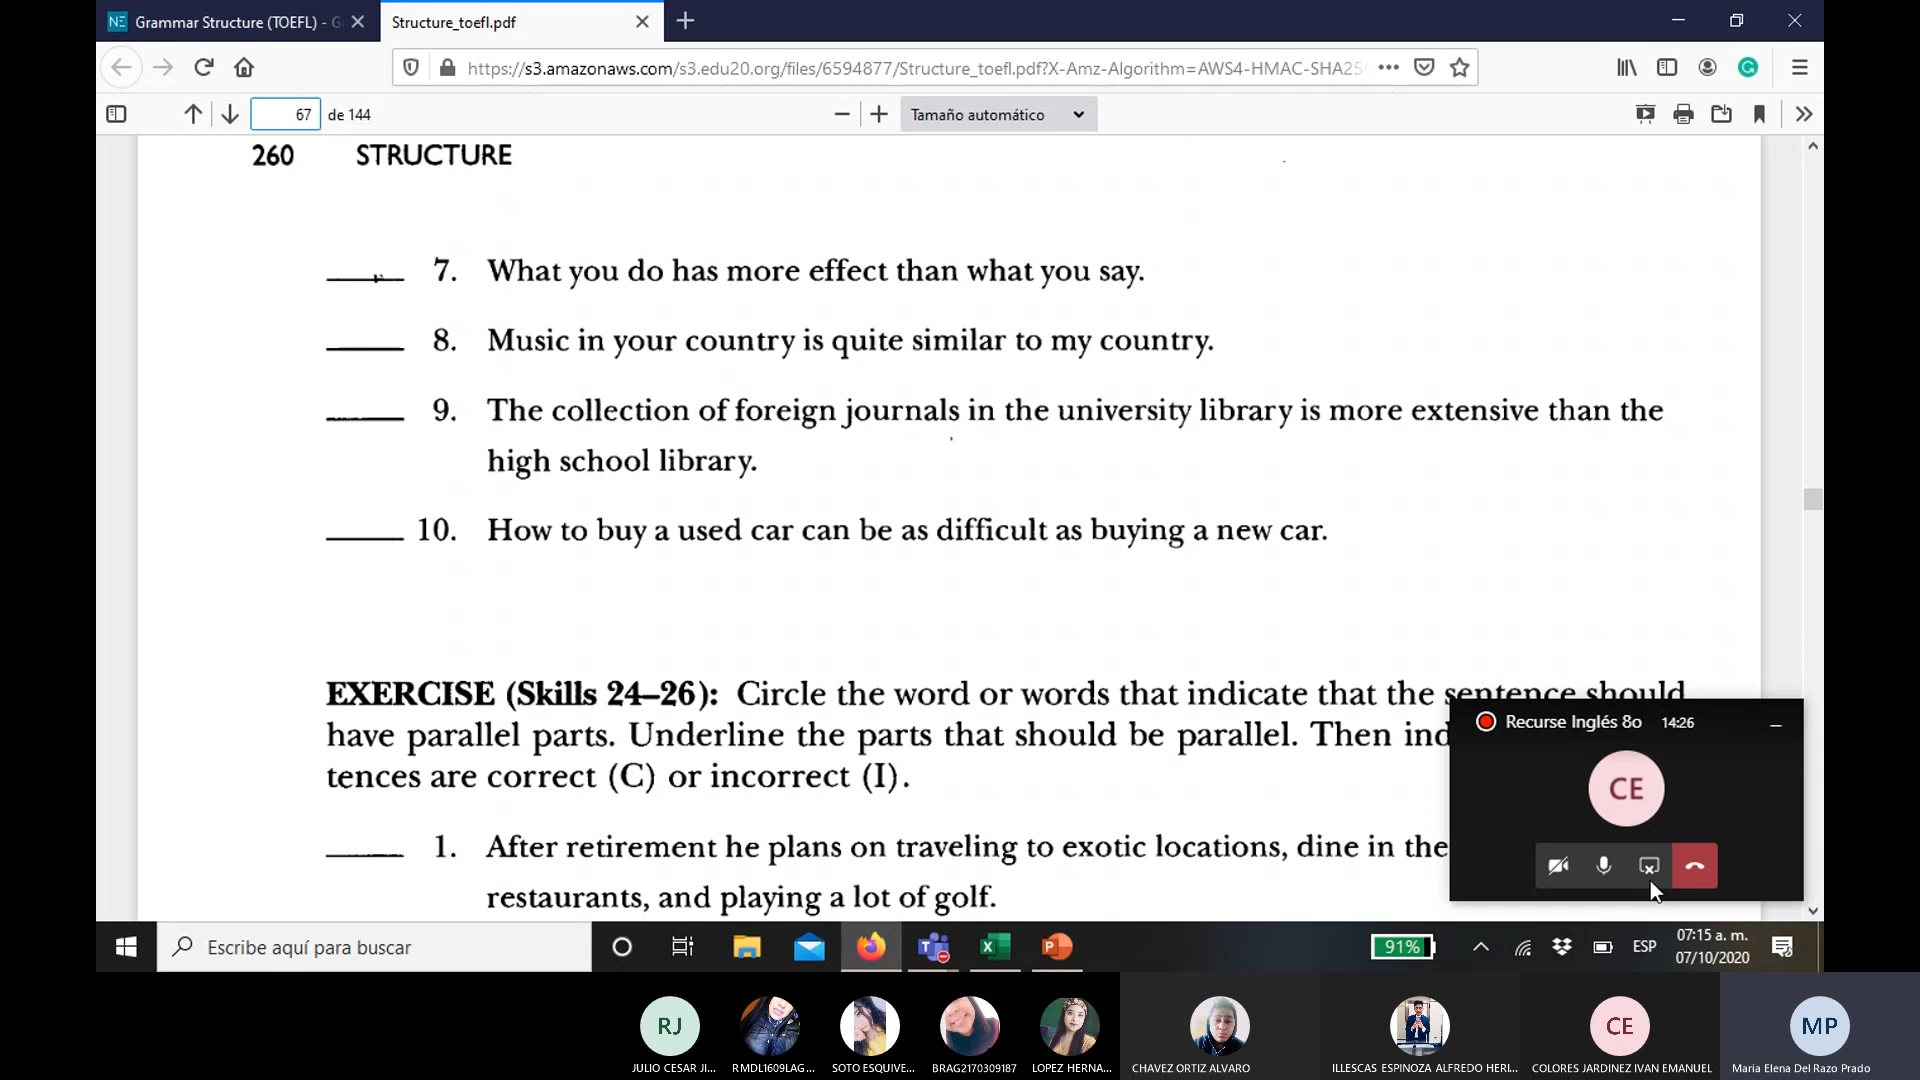 Grammar Structure (TOEFL) - G
Structure_toefl.pdf
https://s3.amazonaws.com/s3.edu20.org/files/6594877/Structure_toefl.pdf?X-Amz-Algorithm=AWS4-HMAC-SHA25
67 de 144
Tamaño automático
260 STRUCTURE
7. What you do has more effect than what you say.
8. Music in your country is quite similar to my country.
9. The collection of foreign journals in the university library is more extensive than the
high school library.
10. How to buy a used car can be as difficult as buying a new car.
EXERCISE (Skills 24–26): Circle the word or words that indicate that the sentence should
have parallel parts. Underline the parts that should be parallel. Then ind
tences are correct (C) or incorrect (I).
1. After retirement he plans on traveling to exotic locations, dine in the
restaurants, and playing a lot of golf.
Recurse Inglés 8o 14:26
CE
Escribe aquí para buscar
91%
ESP
07:15 a. m.
07/10/2020
RJ
CE
MP
JULIO CESAR JI...
RMDL1609LAG...
SOTO ESQUIVE...
BRAG2170309187
LOPEZ HERNA...
CHAVEZ ORTIZ ALVARO
ILLESCAS ESPINOZA ALFREDO HERI...
COLORES JARDINEZ IVAN EMANUEL
Maria Elena Del Razo Prado